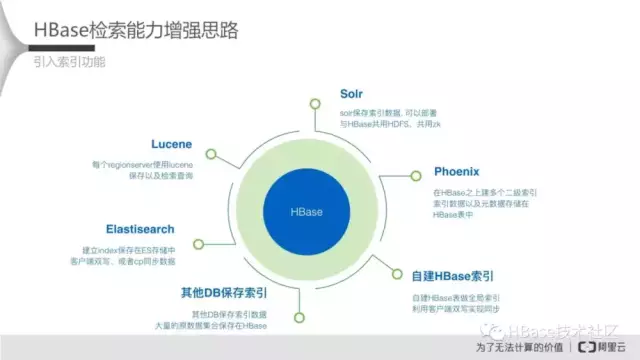 HBase检索能力增强思路
引入索引功能
Solr
solr保存索引数据, 可以部署
与HBase共用HDFS、共用zk
Lucene
每个regionserver使用lucene
保存以及检索查询
Phoenix
在HBase之上建多个二级索引
索引数据以及元数据存储在
HBase表中
HBase
Elastisearch
建立index保存在ES存储中
客户端双写、或者cp同步数据
自建HBase索引
自建HBase表做全局索引
利用客户端双写实现同步
其他DB保存索引
其他DB保存索引数据
大量的原数据集合保存在HBase
HBase技术社区
为了无法计算的价值
阿里云